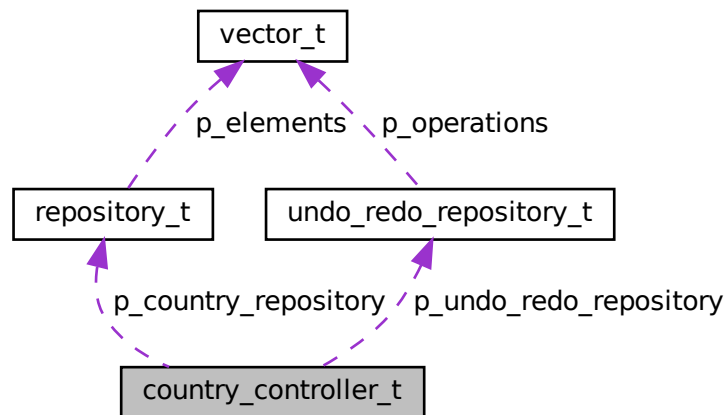 vector_t
p_elements
p_operations
repository_t
undo_redo_repository_t
p_country_repository
p_undo_redo_repository
country_controller_t